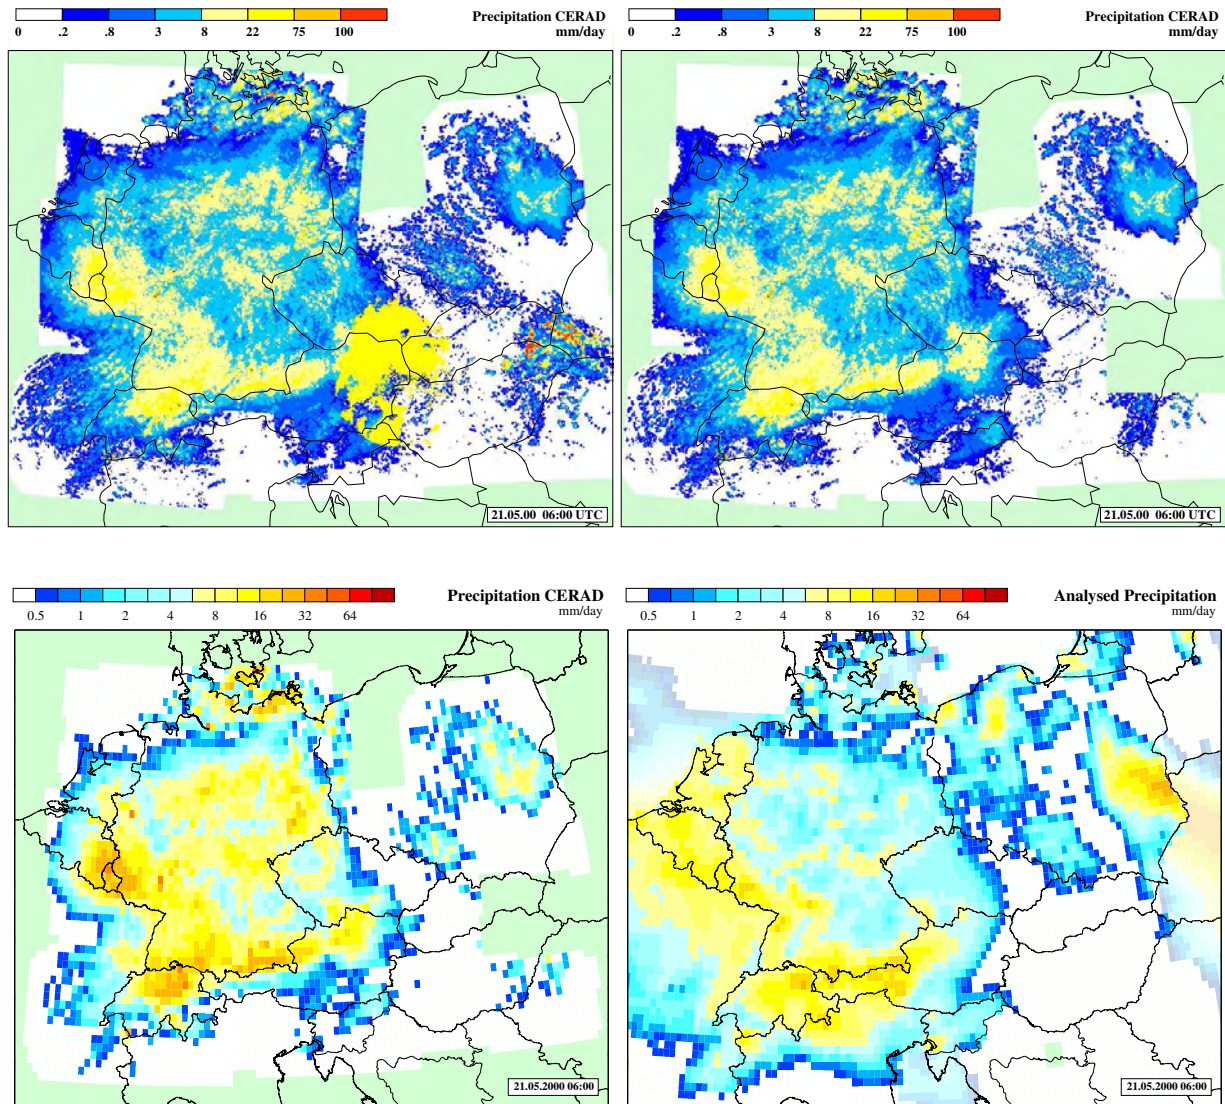 Precipitation CERAD
mm/day
0 .2 .8 3 8 22 75 100
21.05.00 06:00 UTC
Precipitation CERAD
mm/day
0 .2 .8 3 8 22 75 100
21.05.00 06:00 UTC
Precipitation CERAD
mm/day
0.5 1 2 4 8 16 32 64
21.05.2000 06:00
Analysed Precipitation
mm/day
0.5 1 2 4 8 16 32 64
21.05.2000 06:00